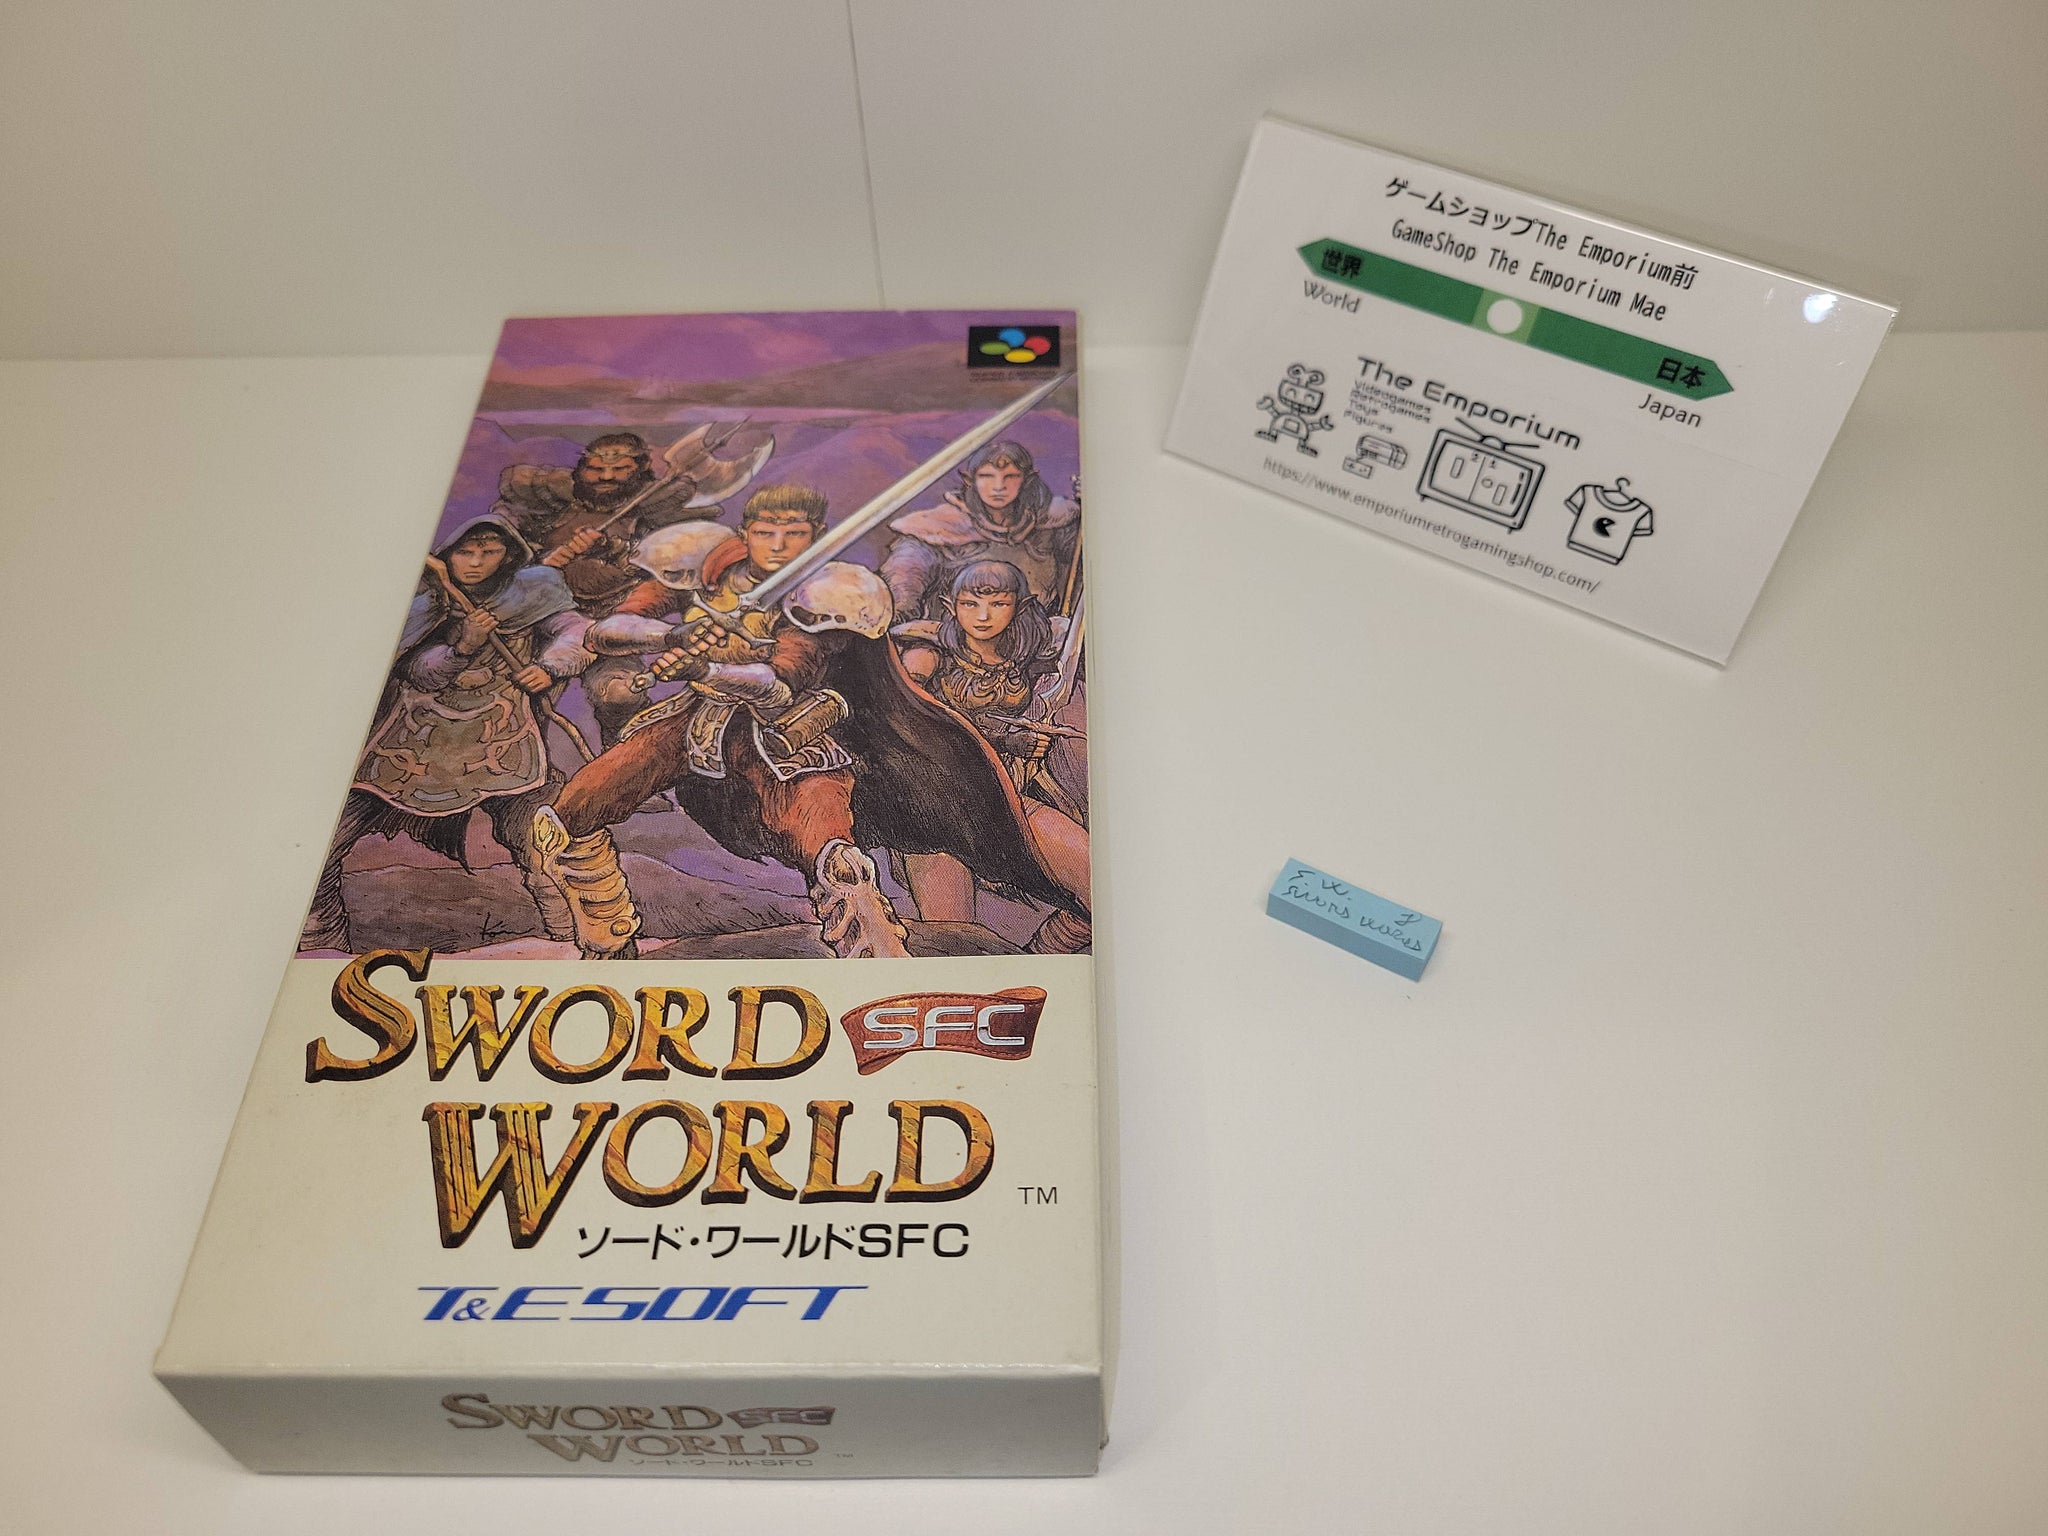 SUPER FAMICOM
SWORD SFC
WORLD
TM
ソード・ワールドSFC
T&E SOFT
SWORD SFC
WORLD
TM
ソード・ワールドSFC
ゲームショップThe Emporium前
GameShop The Emporium Mae
世界
World
日本
Japan
The Emporium
Videogames
Retrogames
Toys
Figures
https://www.emporiumretrogamingshop.com/